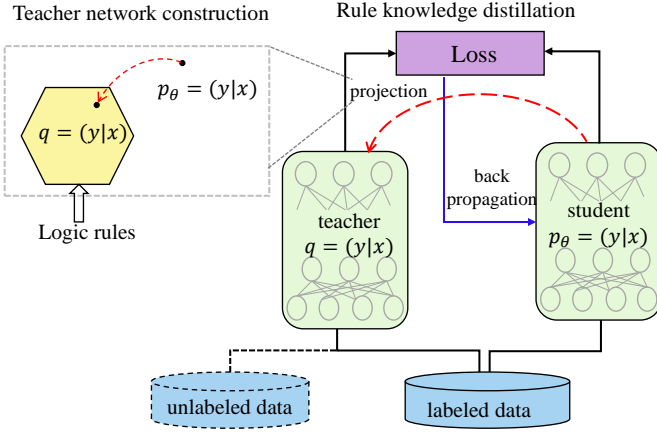 Teacher network construction
Rule knowledge distillation
Loss
projection
p_θ = (y|x)
q = (y|x)
Logic rules
back
propagation
teacher
q = (y|x)
student
p_θ = (y|x)
unlabeled data
labeled data